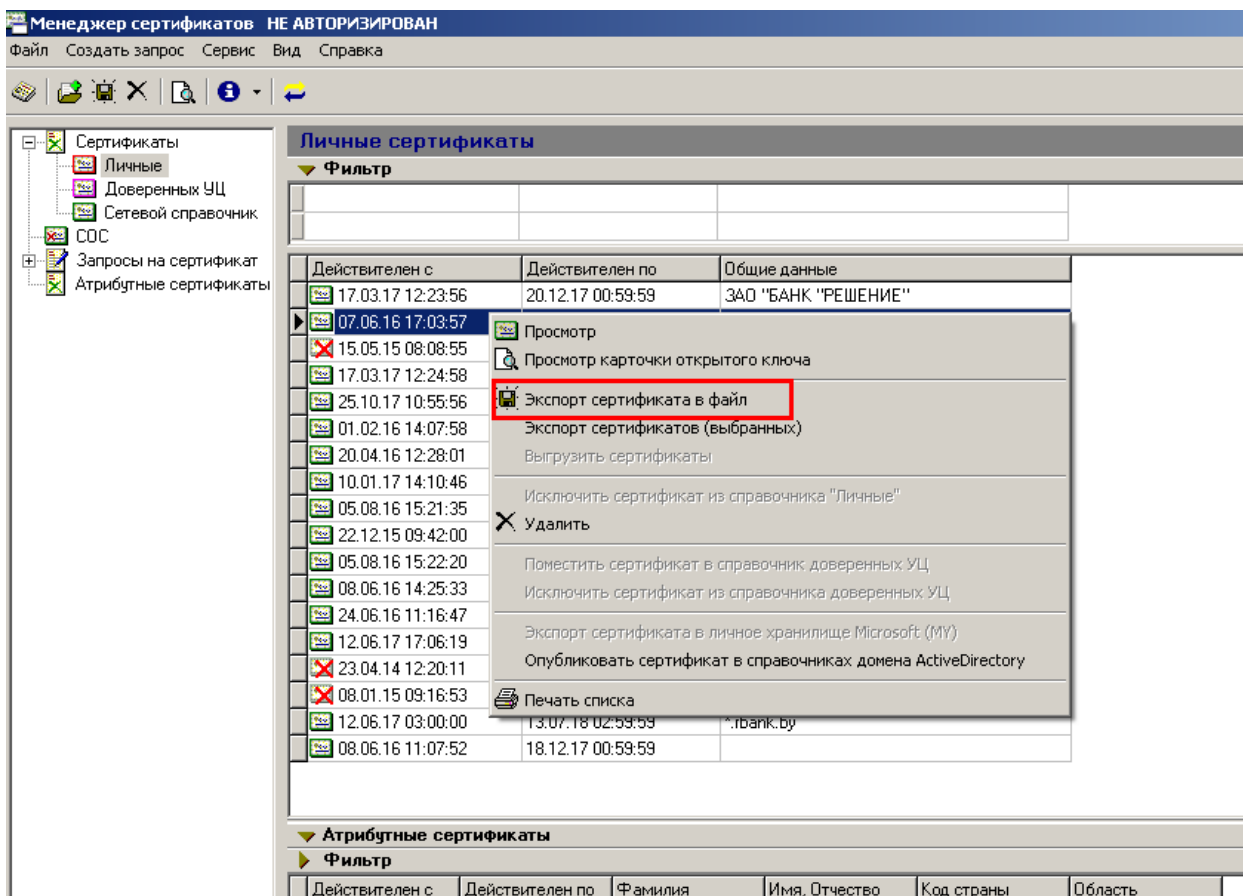 Менеджер сертификатов НЕ АВТОРИЗИРОВАН
Файл Создать запрос Сервис Вид Справка
Сертификаты
Личные
Доверенных УЦ
Сетевой справочник
СОС
Запросы на сертификат
Атрибутные сертификаты
Личные сертификаты
Фильтр
Действителен с Действителен по Общие данные
17.03.17 12:23:56 20.12.17 00:59:59 ЗАО "БАНК "РЕШЕНИЕ"
07.06.16 17:03:57
15.05.15 08:08:55
17.03.17 12:24:58
25.10.17 10:55:56
01.02.16 14:07:58
20.04.16 12:28:01
10.01.17 14:10:46
05.08.16 15:21:35
22.12.15 09:42:00
05.08.16 15:22:20
08.06.16 14:25:33
24.06.16 11:16:47
12.06.17 17:06:19
23.04.14 12:20:11
08.01.15 09:16:53
12.06.17 03:00:00 13.07.18 02:59:59 *.rbank.by
08.06.16 11:07:52 18.12.17 00:59:59
Просмотр
Просмотр карточки открытого ключа
Экспорт сертификата в файл
Экспорт сертификатов (выбранных)
Выгрузить сертификаты
Исключить сертификат из справочника "Личные"
Удалить
Поместить сертификат в справочник доверенных УЦ
Исключить сертификат из справочника доверенных УЦ
Экспорт сертификата в личное хранилище Microsoft (MY)
Опубликовать сертификат в справочниках домена ActiveDirectory
Печать списка
Атрибутные сертификаты
Фильтр
Действителен с Действителен по Фамилия Имя, Отчество Код страны Область